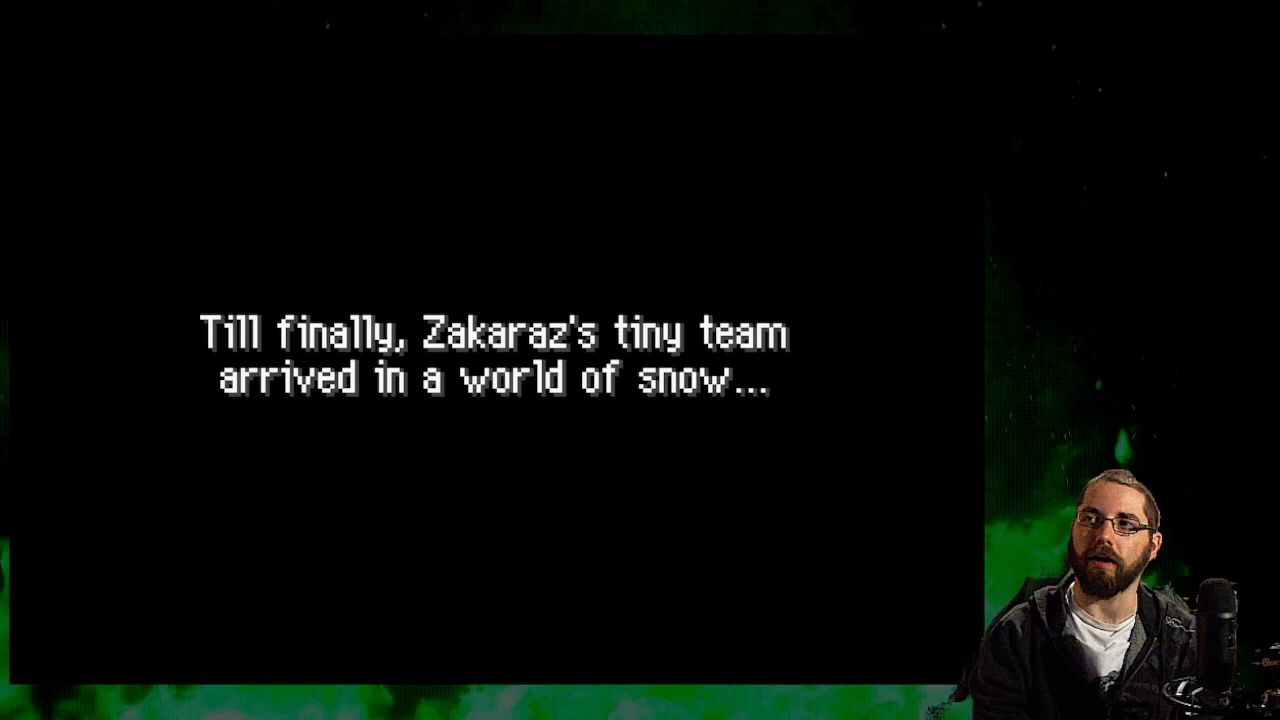 Till finally, Zakaraz's tiny team
arrived in a world of snow...